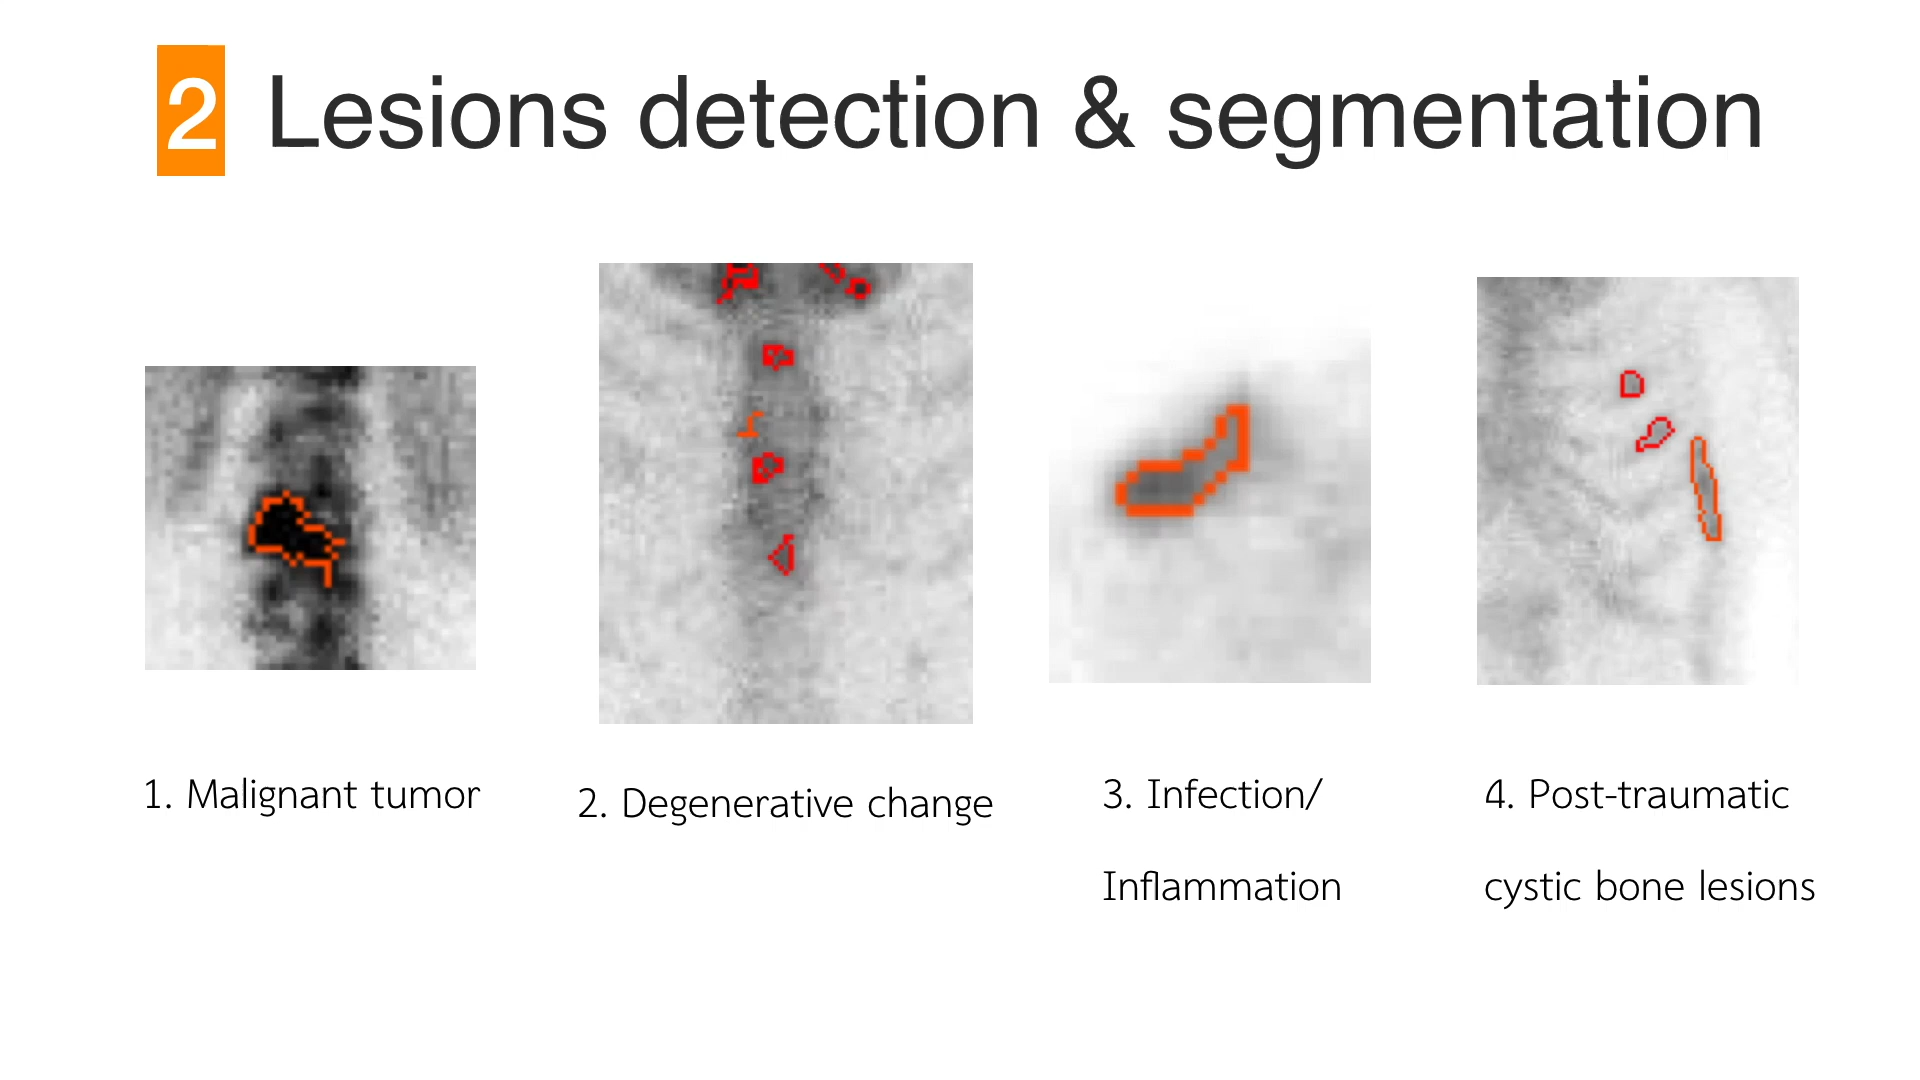 2 Lesions detection & segmentation
1. Malignant tumor
2. Degenerative change
3. Infection/
Inflammation
4. Post-traumatic
cystic bone lesions